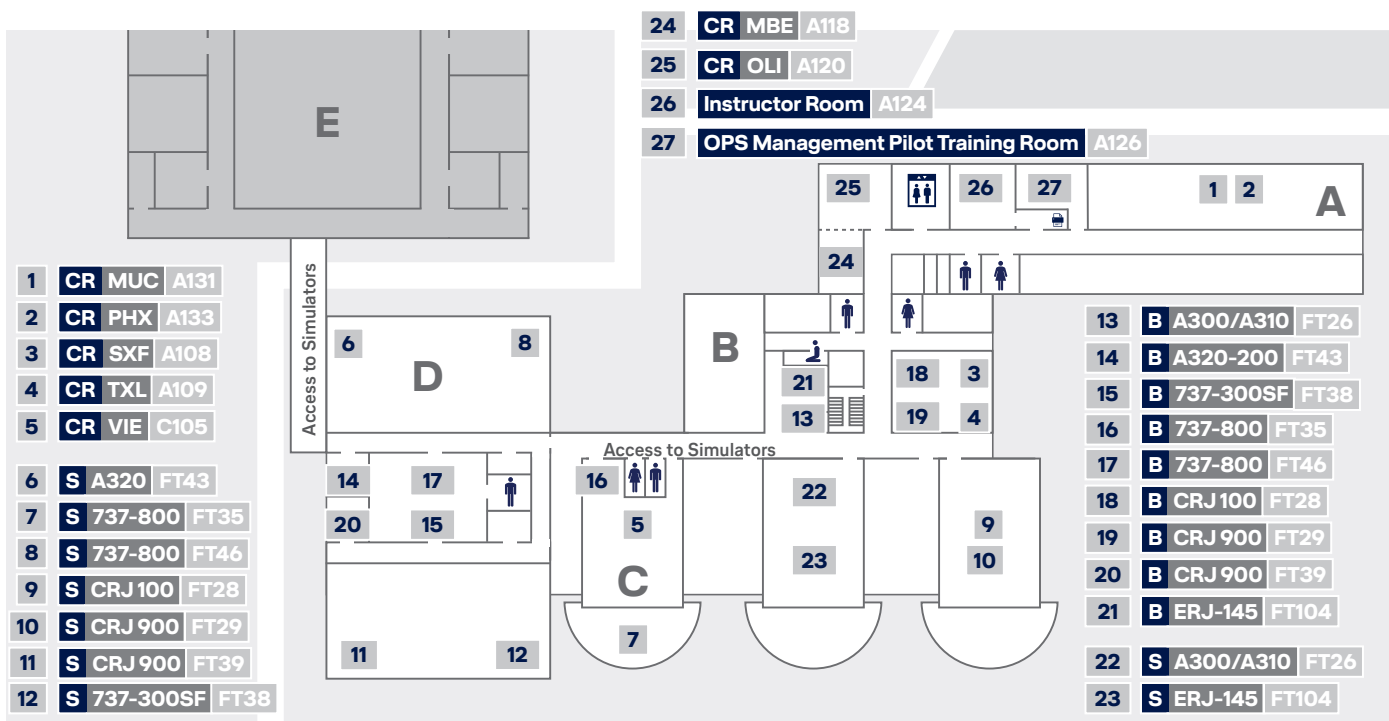 24 CR MBE A118
25 CR OLI A120
26 Instructor Room A124
27 OPS Management Pilot Training Room A126
E
25 26 27 1 2 A
24
Access to Simulators
1 CR MUC A131
2 CR PHX A133
3 CR SXF A108
4 CR TXL A109
5 CR VIE C105
6 S A320 FT43
7 S 737-800 FT35
8 S 737-800 FT46
9 S CRJ 100 FT28
10 S CRJ 900 FT29
11 S CRJ 900 FT39
12 S 737-300SF FT38
6 8
D
B
21 18 3
13 19 4
Access to Simulators
14 17 16 22
20 15 5 9
23 10
C
7
11 12
13 B A300/A310 FT26
14 B A320-200 FT43
15 B 737-300SF FT38
16 B 737-800 FT35
17 B 737-800 FT46
18 B CRJ 100 FT28
19 B CRJ 900 FT29
20 B CRJ 900 FT39
21 B ERJ-145 FT104
22 S A300/A310 FT26
23 S ERJ-145 FT104